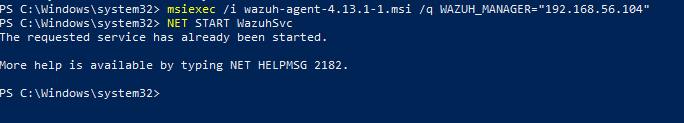 PS C:\Windows\system32> msiexec /i wazuh-agent-4.13.1-1.msi /q WAZUH_MANAGER="192.168.56.104"
PS C:\Windows\system32> NET START WazuhSvc
The requested service has already been started.
More help is available by typing NET HELPMSG 2182.
PS C:\Windows\system32>